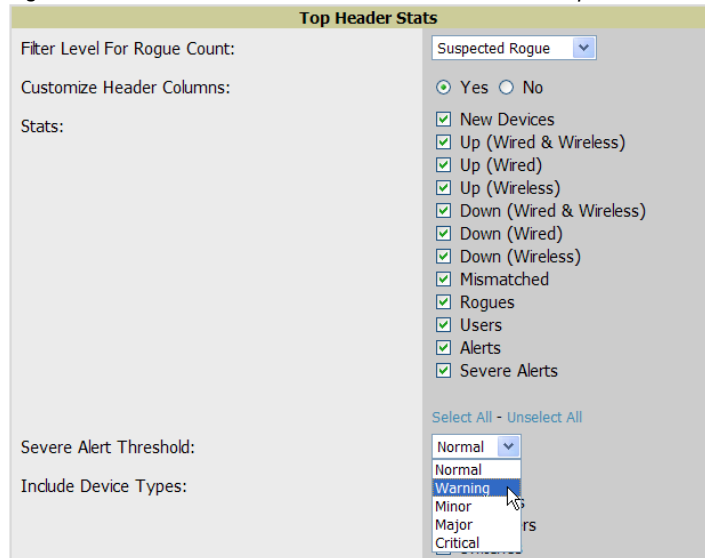 Top Header Stats
Filter Level For Rogue Count:
Suspected Rogue
Customize Header Columns:
Yes No
Stats:
New Devices
Up (Wired & Wireless)
Up (Wired)
Up (Wireless)
Down (Wired & Wireless)
Down (Wired)
Down (Wireless)
Mismatched
Rogues
Users
Alerts
Severe Alerts
Select All - Unselect All
Severe Alert Threshold:
Normal
Normal
Include Device Types:
Warning
Minor
Major
Critical